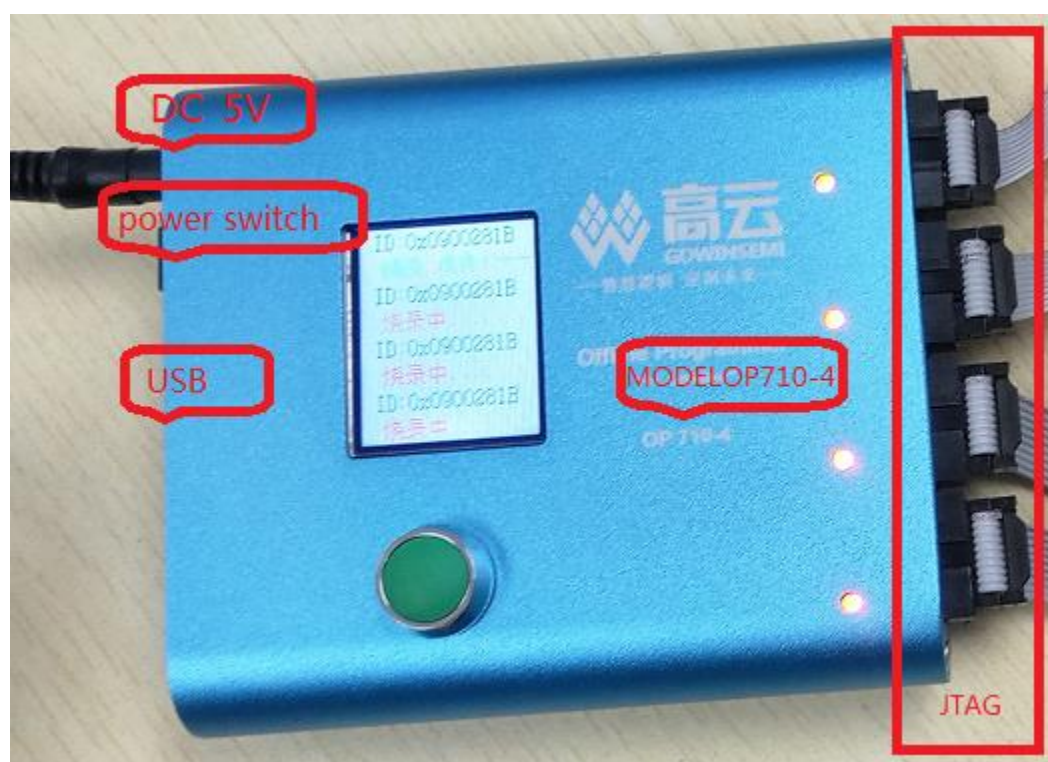 DC 5V
power switch
USB
ID:0x0900281B
ID:0x0900281B
烧录中
ID:0x0900281B
烧录中
ID:0x0900281B
烧录中
高云
GOWINSEMI
MODELOP710-4
OP 710-4
JTAG